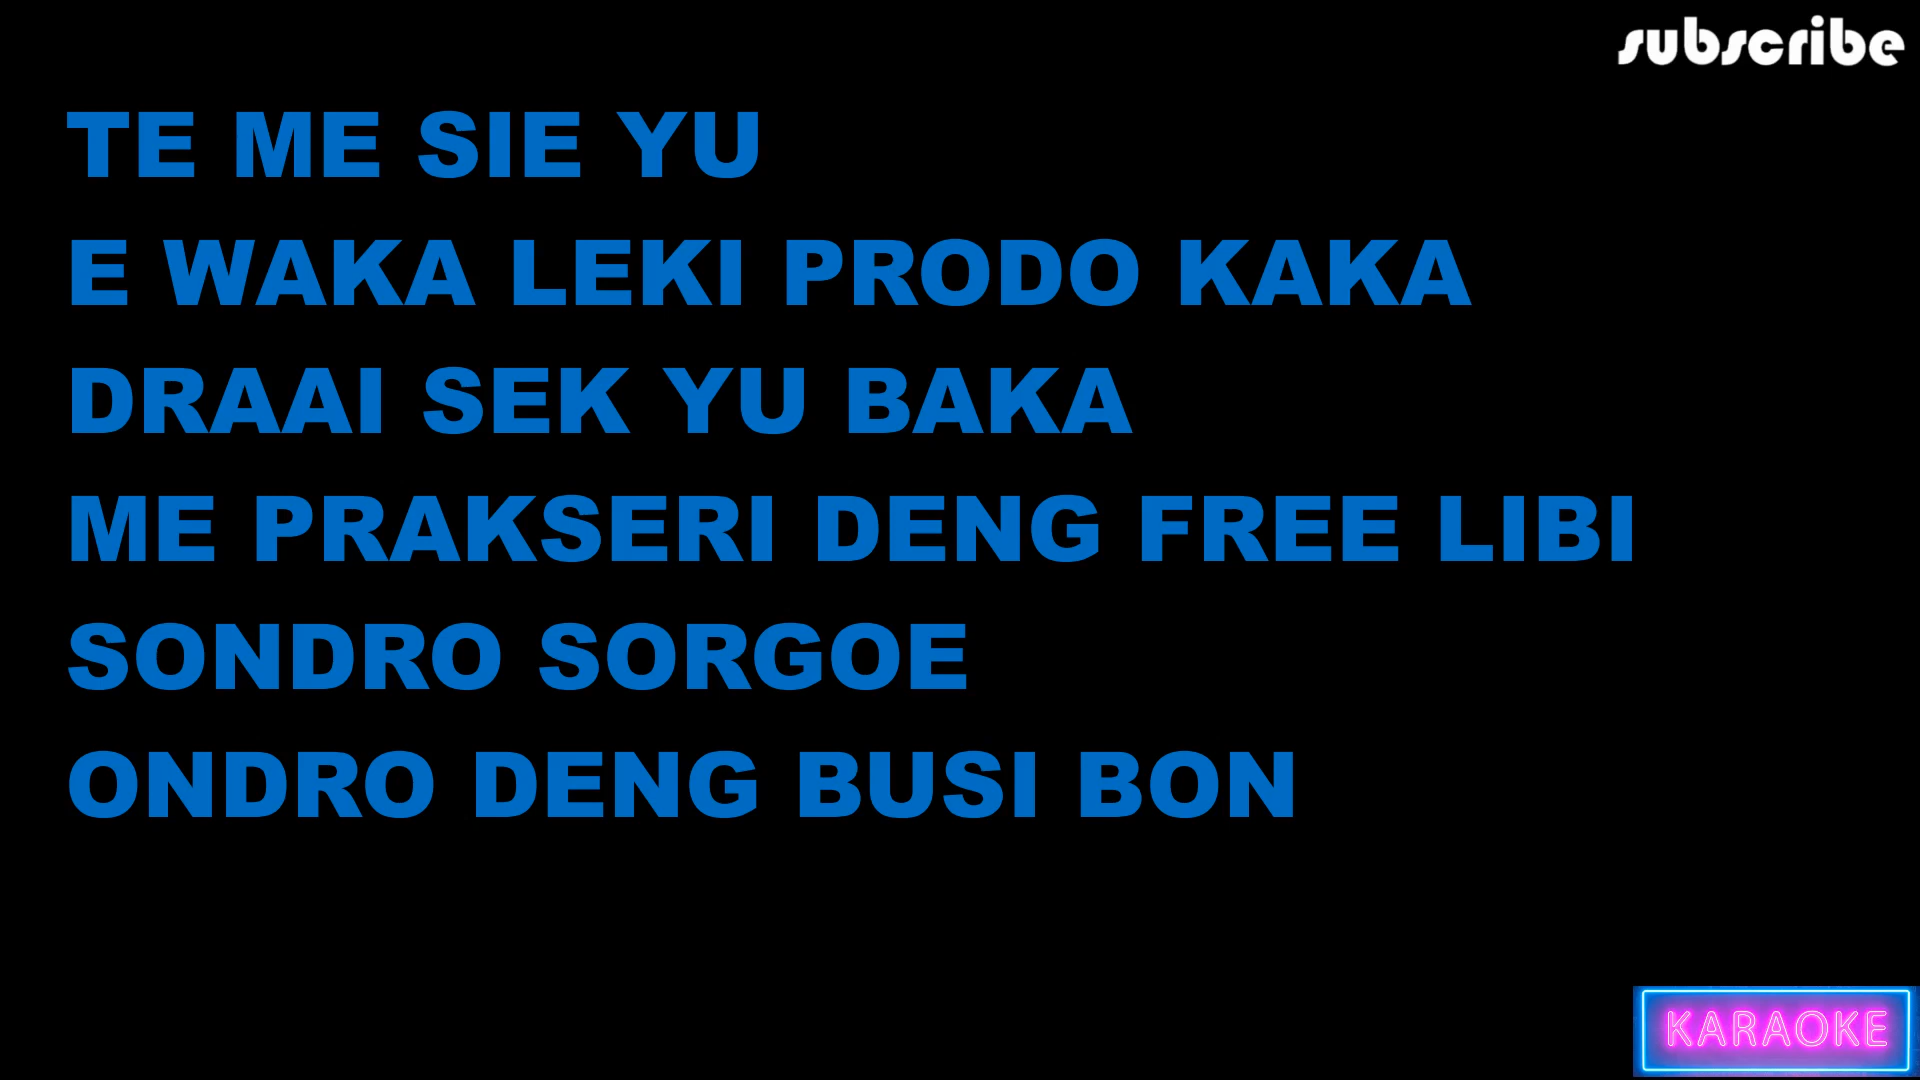 subscribe
TE ME SIE YU
E WAKA LEKI PRODO KAKA
DRAAI SEK YU BAKA
ME PRAKSERI DENG FREE LIBI
SONDRO SORGOE
ONDRO DENG BUSI BON
KARAOKE